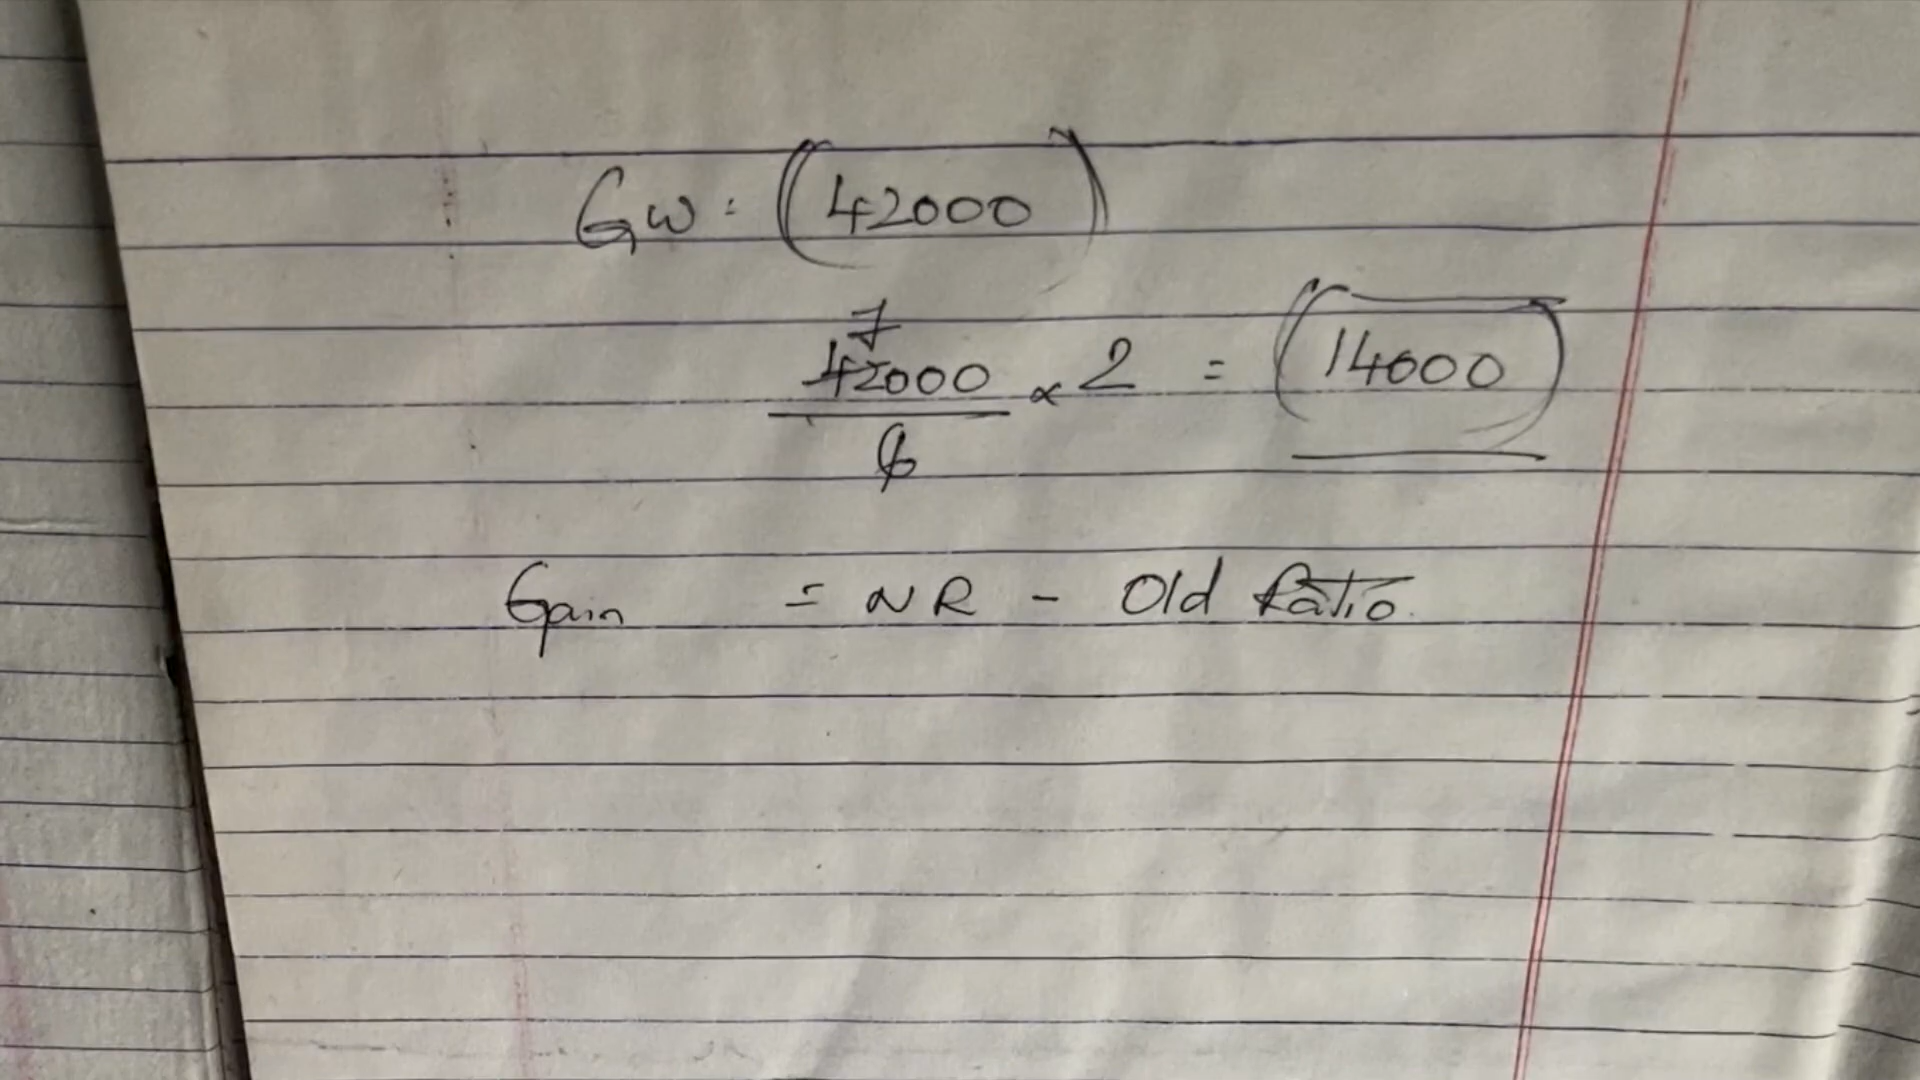 GW : (42000)
7
42000 × 2 = (14000)
6
Gain = NR - Old Ratio.